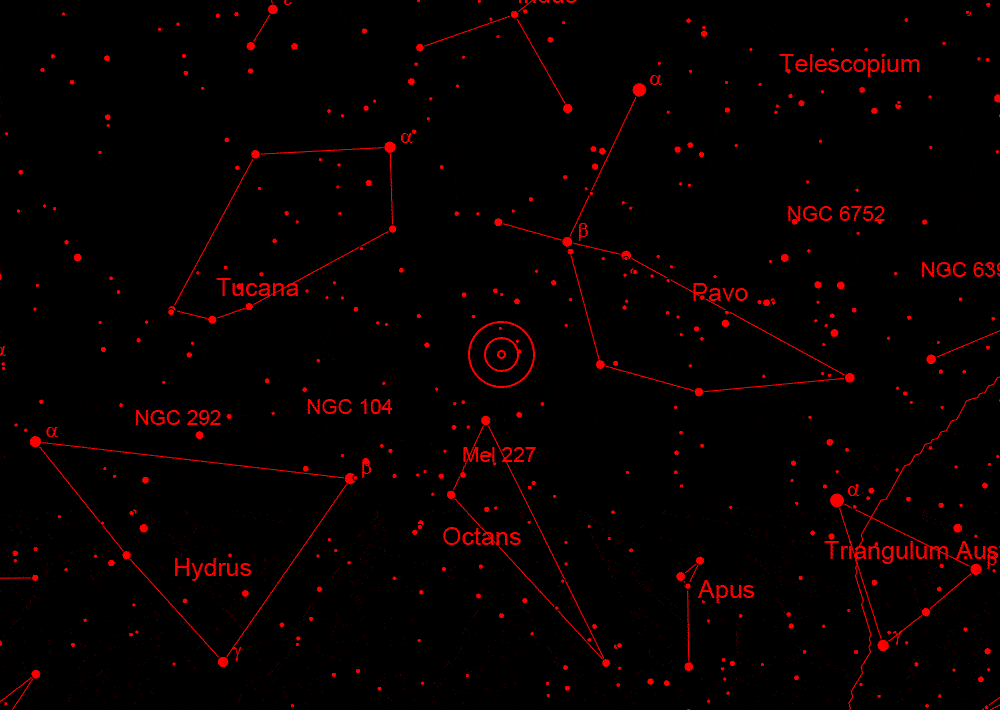 ε
Telescopium
α
α
NGC 6752
β
NGC 639
Tucana
Pavo
α
NGC 104
NGC 292
α
Mel 227
β
α
Octans
Triangulum Aus
β
Hydrus
Apus
γ
γ